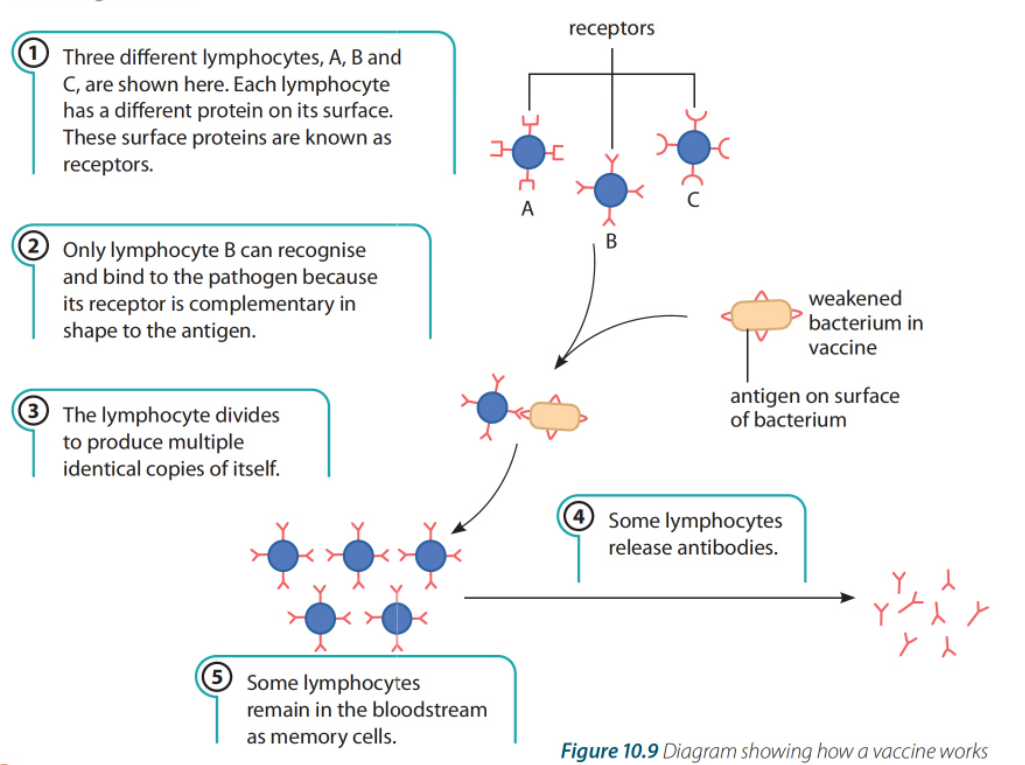 receptors
1 Three different lymphocytes, A, B and
C, are shown here. Each lymphocyte
has a different protein on its surface.
These surface proteins are known as
receptors.
A
B
C
2 Only lymphocyte B can recognise
and bind to the pathogen because
its receptor is complementary in
shape to the antigen.
weakened
bacterium in
vaccine
antigen on surface
of bacterium
3 The lymphocyte divides
to produce multiple
identical copies of itself.
4 Some lymphocytes
release antibodies.
5 Some lymphocytes
remain in the bloodstream
as memory cells.
Figure 10.9 Diagram showing how a vaccine works